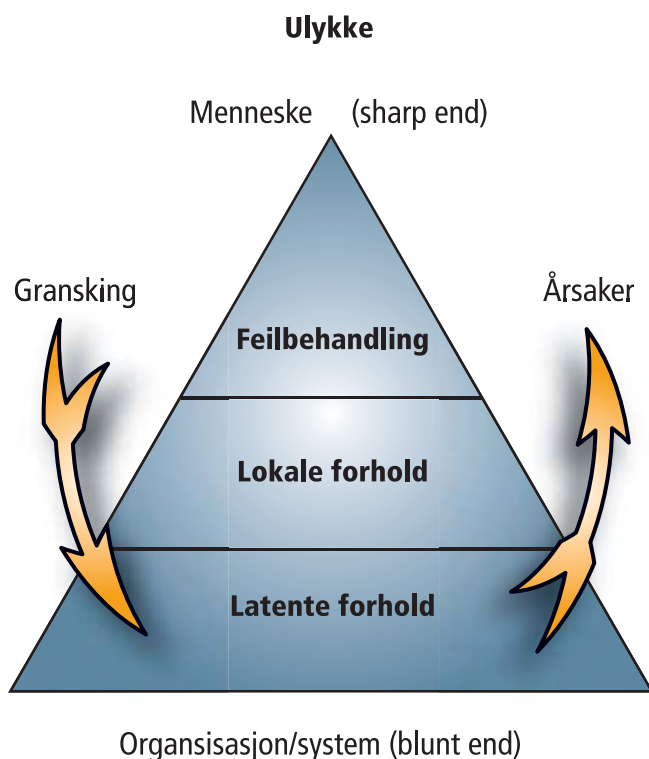 Ulykke
Menneske (sharp end)
Gransking
Årsaker
Feilbehandling
Lokale forhold
Latente forhold
Organsisasjon/system (blunt end)